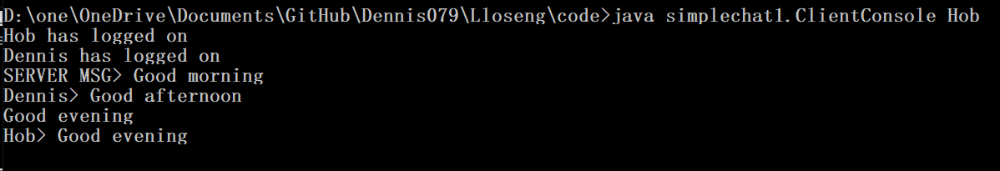 D:\one\OneDrive\Documents\GitHub\Dennis079\Lloseng\code>java simplechat1.ClientConsole Hob
Hob has logged on
Dennis has logged on
SERVER MSG> Good morning
Dennis> Good afternoon
Good evening
Hob> Good evening